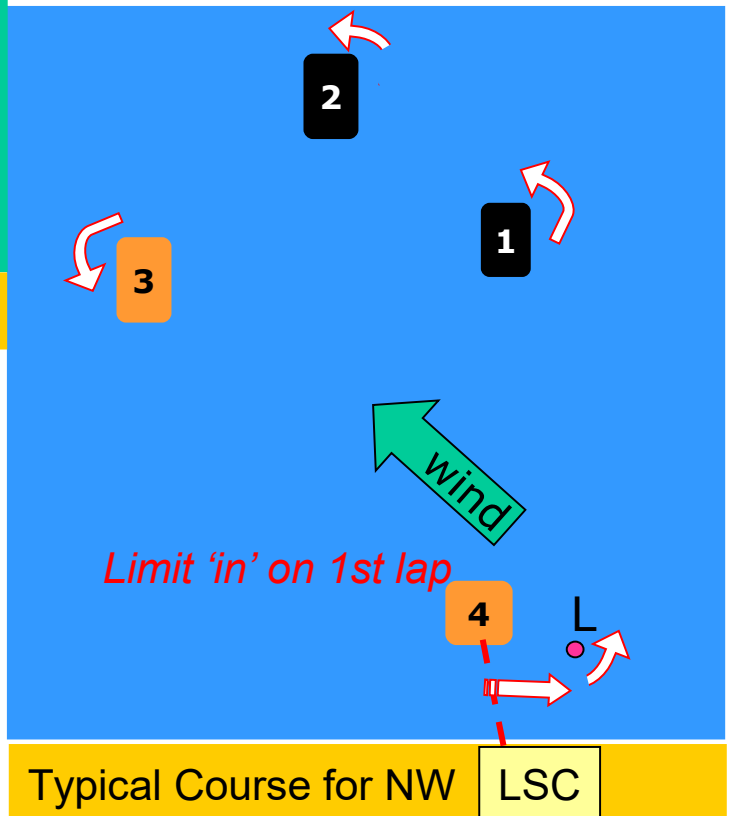 2
1
3
wind
Limit ‘in’ on 1st lap
4
L
Typical Course for NW
LSC